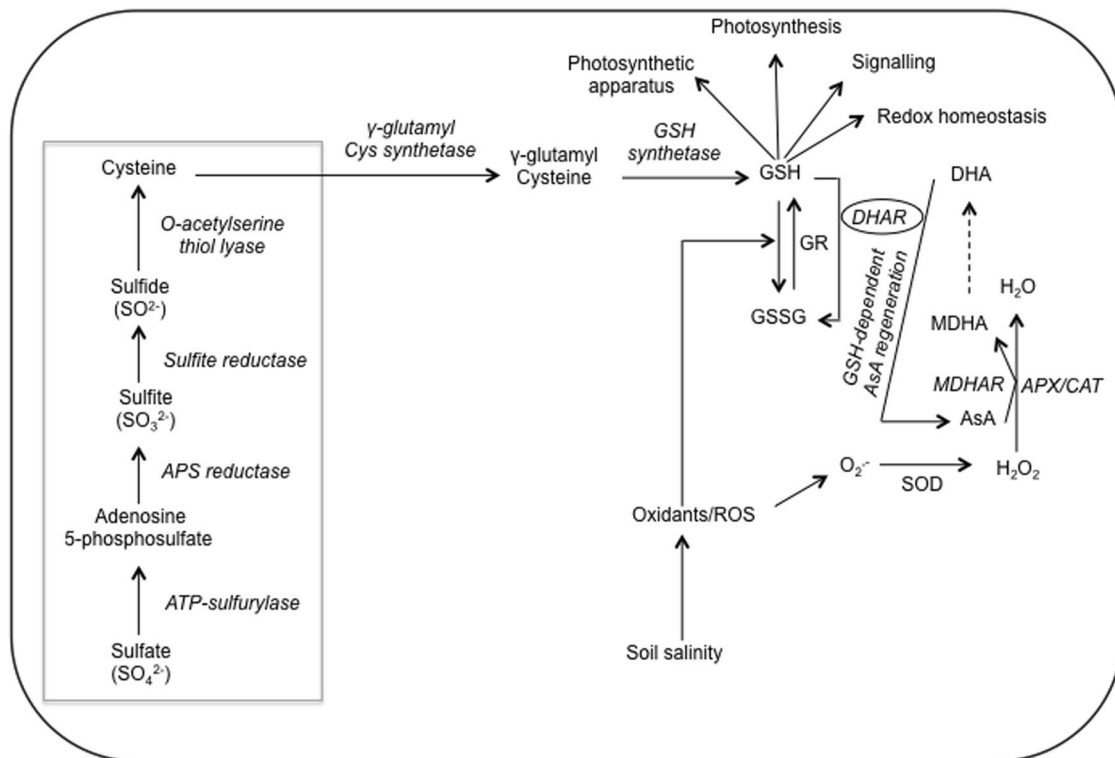 Photosynthesis
Photosynthetic
apparatus
Signalling
Redox homeostasis
γ-glutamyl
Cys synthetase
GSH
synthetase
Cysteine
γ-glutamyl
Cysteine
GSH
DHA
O-acetylserine
thiol lyase
DHAR
GR
GSH-dependent
AsA regeneration
Sulfide
(SO²⁻)
H₂O
GSSG
MDHA
Sulfite reductase
MDHAR
APX/CAT
Sulfite
(SO₃²⁻)
AsA
APS reductase
O₂·⁻
SOD
H₂O₂
Adenosine
5-phosphosulfate
Oxidants/ROS
ATP-sulfurylase
Sulfate
(SO₄²⁻)
Soil salinity